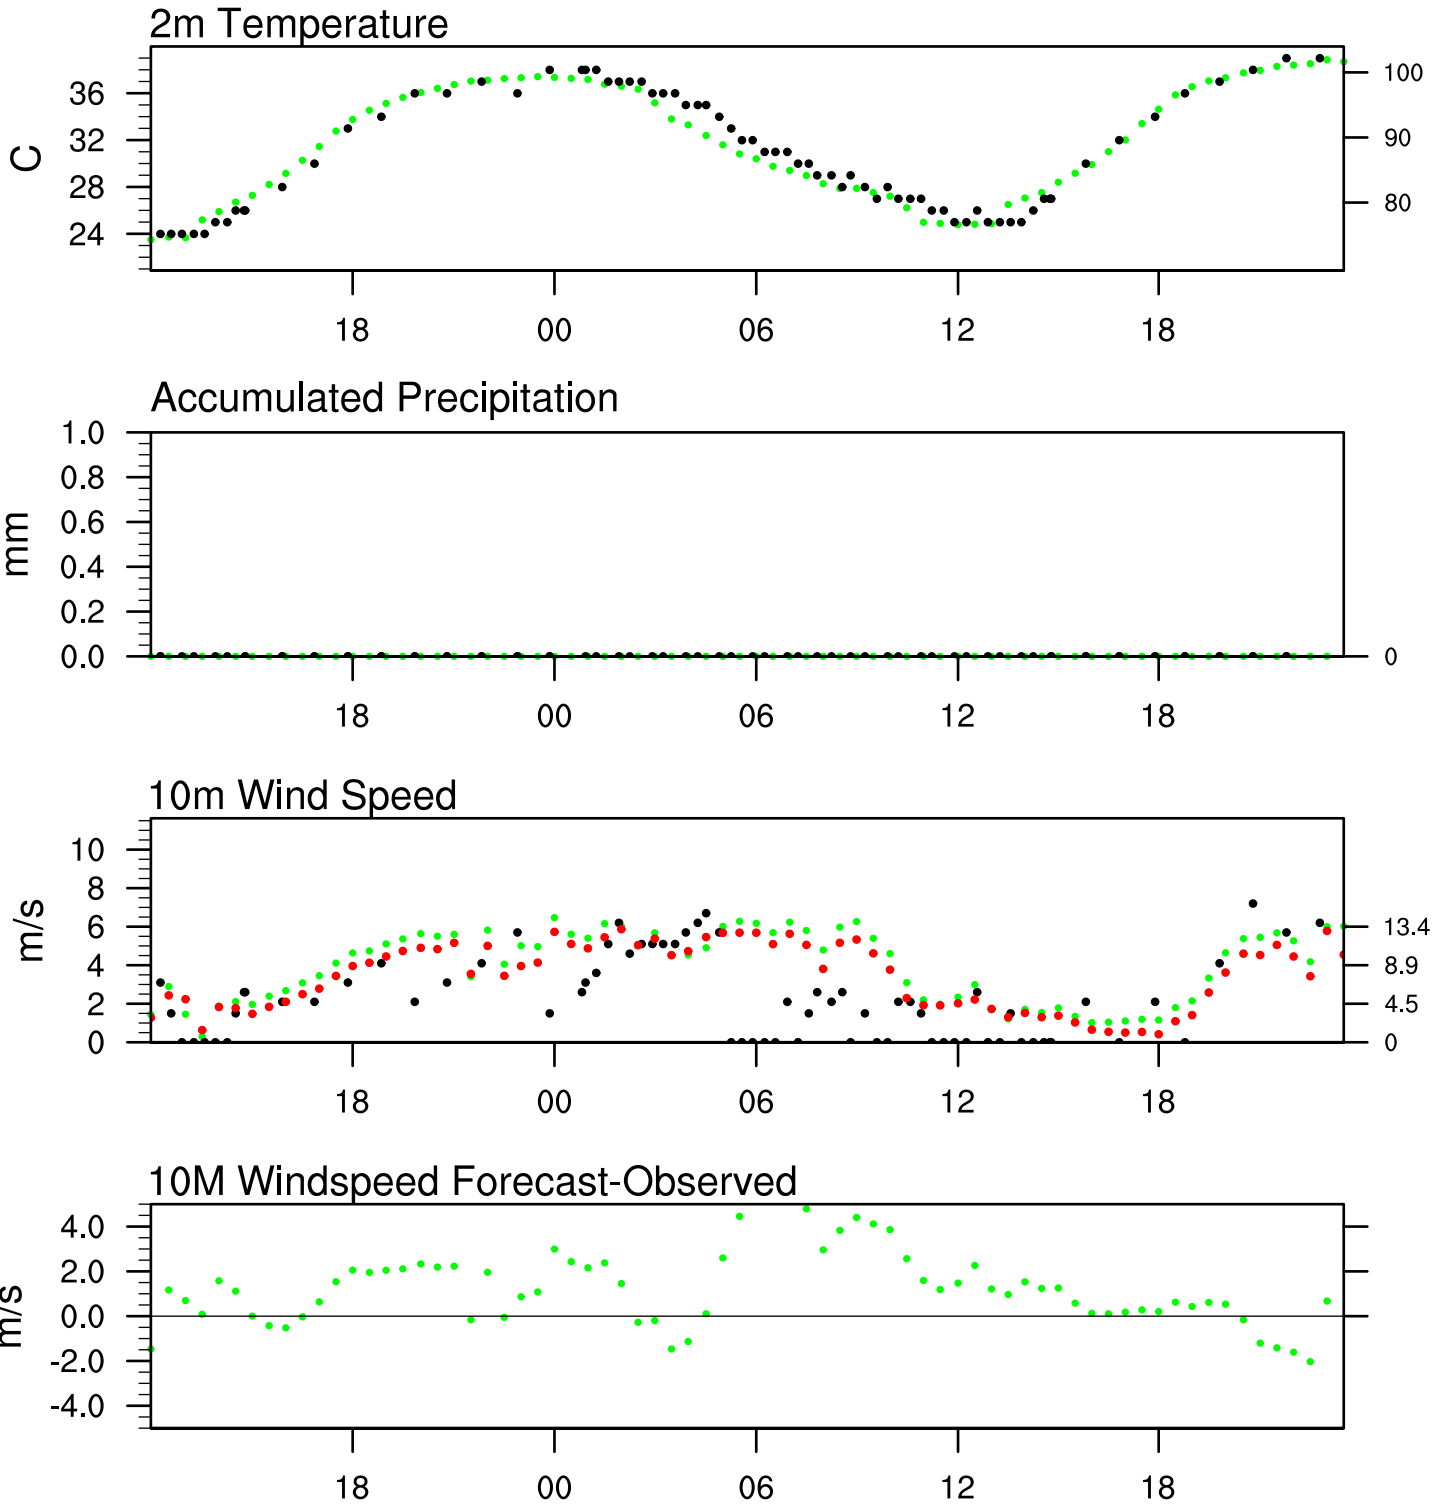 2m Temperature
C
36
32
28
24
100
90
80
18 00 06 12 18
Accumulated Precipitation
mm
1.0
0.8
0.6
0.4
0.2
0.0
0
18 00 06 12 18
10m Wind Speed
m/s
10
8
6
4
2
0
13.4
8.9
4.5
0
18 00 06 12 18
10M Windspeed Forecast-Observed
m/s
4.0
2.0
0.0
-2.0
-4.0
18 00 06 12 18